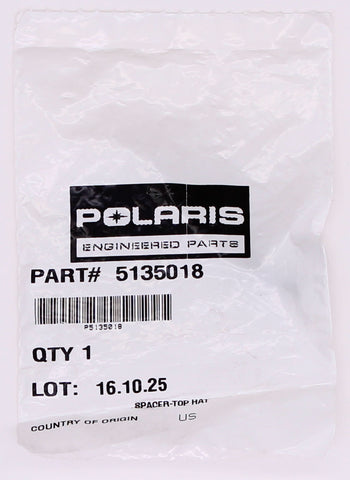 POLARIS
ENGINEERED PARTS
PART# 5135018
P5135018
QTY 1
LOT: 16.10.25
SPACER-TOP HAT
COUNTRY OF ORIGIN US